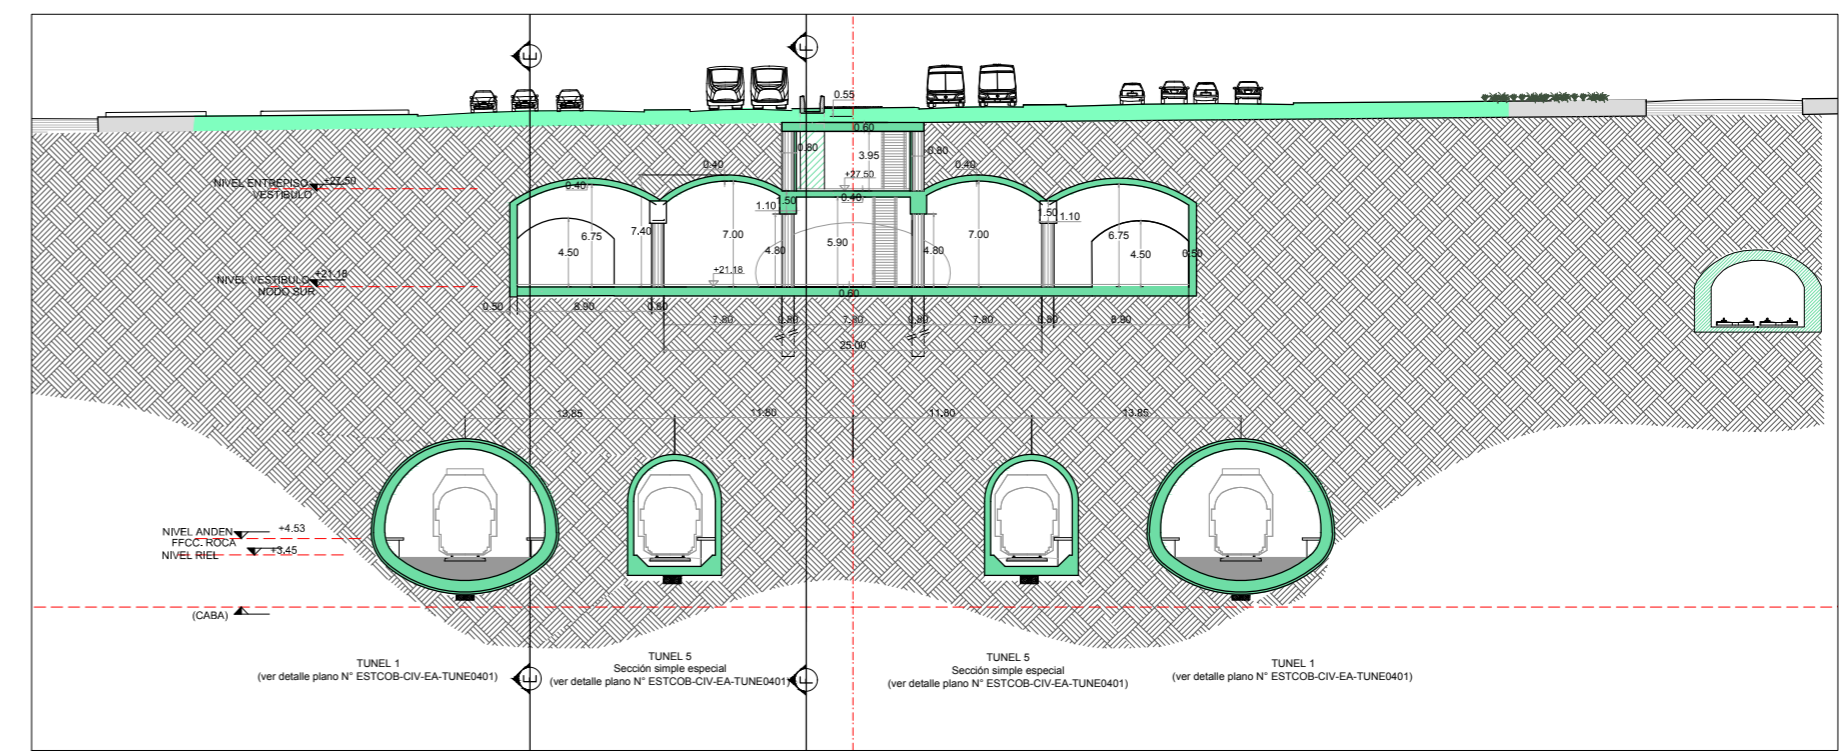 E
F
0.55
0.60
0.80
3.95
0.80
0.40
0.40
NIVEL ENTREPISO
+27.50
VESTIBULO
0.40
+27.50
0.40
1.50
1.10
1.50
1.10
6.75
7.40
7.00
4.80
5.90
4.80
7.00
6.75
4.50
4.50
0.50
NIVEL VESTIBULO
+21.18
NODO SUR
+21.18
0.60
0.50
8.90
0.80
7.80
0.80
7.80
0.80
7.80
0.80
8.90
25.00
13.85
11.80
11.80
13.85
NIVEL ANDEN
+4.53
FFCC. ROCA
NIVEL RIEL
+3.45
(CABA)
TUNEL 1
(ver detalle plano N° ESTCOB-CIV-EA-TUNE0401)
E
TUNEL 5
Sección simple especial
(ver detalle plano N° ESTCOB-CIV-EA-TUNE0401)
F
TUNEL 5
Sección simple especial
(ver detalle plano N° ESTCOB-CIV-EA-TUNE0401)
TUNEL 1
(ver detalle plano N° ESTCOB-CIV-EA-TUNE0401)